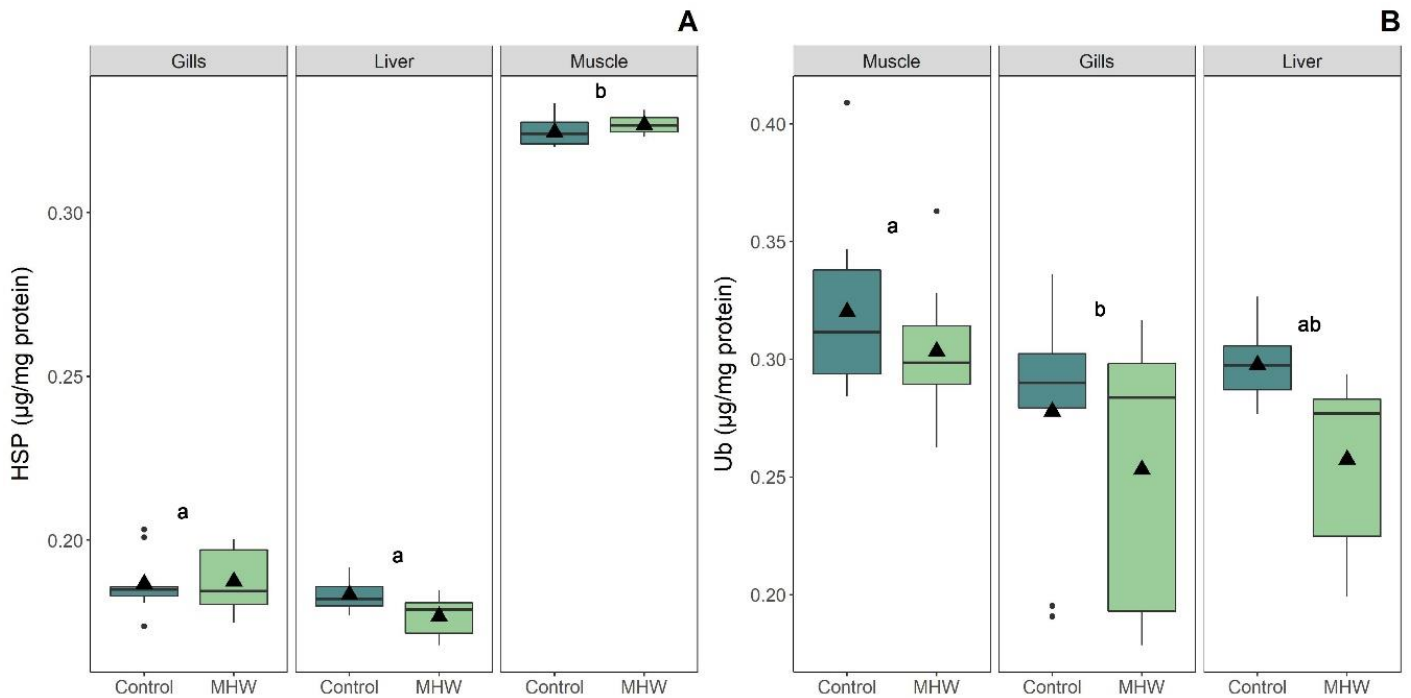 A
B
Gills Liver Muscle
Muscle Gills Liver
HSP (µg/mg protein)
0.30
0.25
0.20
a
a
b
Control MHW Control MHW Control MHW
Ub (µg/mg protein)
0.40
0.35
0.30
0.25
0.20
a
b
ab
Control MHW Control MHW Control MHW